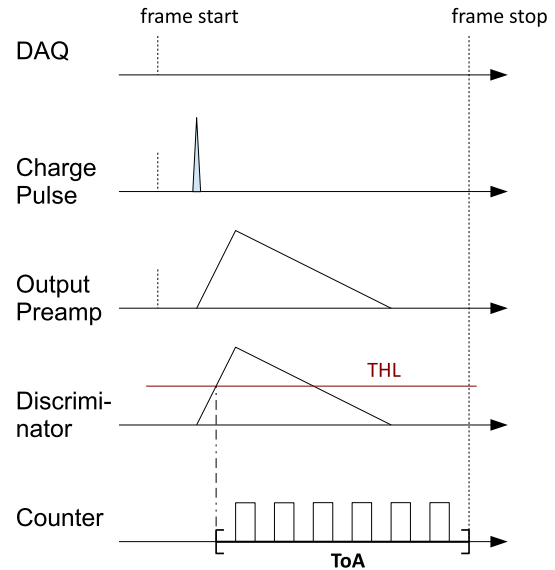 frame start
frame stop
DAQ
Charge
Pulse
Output
Preamp
THL
Discrimi-
nator
Counter
ToA